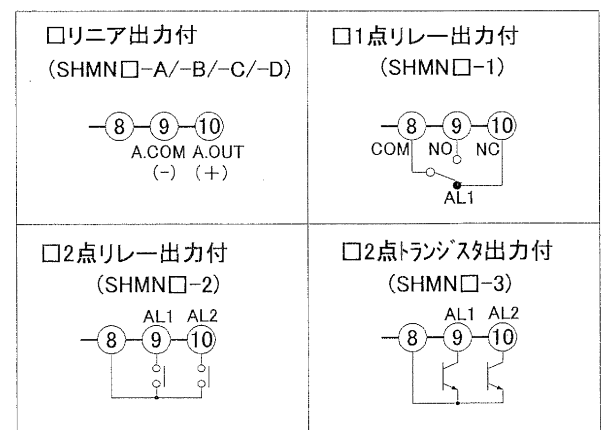 □リニア出力付
(SHMN□-A/-B/-C/-D)
8 9 10
A.COM A.OUT
(-) (+)
□1点リレー出力付
(SHMN□-1)
8 9 10
COM NO NC
AL1
□2点リレー出力付
(SHMN□-2)
AL1 AL2
8 9 10
□2点トランジスタ出力付
(SHMN□-3)
AL1 AL2
8 9 10